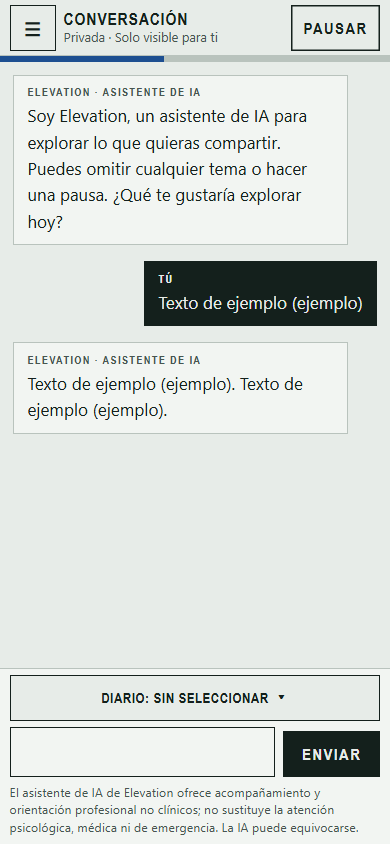 CONVERSACIÓN
Privada · Solo visible para ti
PAUSAR
ELEVATION · ASISTENTE DE IA
Soy Elevation, un asistente de IA para
explorar lo que quieras compartir.
Puedes omitir cualquier tema o hacer
una pausa. ¿Qué te gustaría explorar
hoy?
TÚ
Texto de ejemplo (ejemplo)
ELEVATION · ASISTENTE DE IA
Texto de ejemplo (ejemplo). Texto de
ejemplo (ejemplo).
DIARIO: SIN SELECCIONAR
ENVIAR
El asistente de IA de Elevation ofrece acompañamiento y
orientación profesional no clínicos; no sustituye la atención
psicológica, médica ni de emergencia. La IA puede equivocarse.